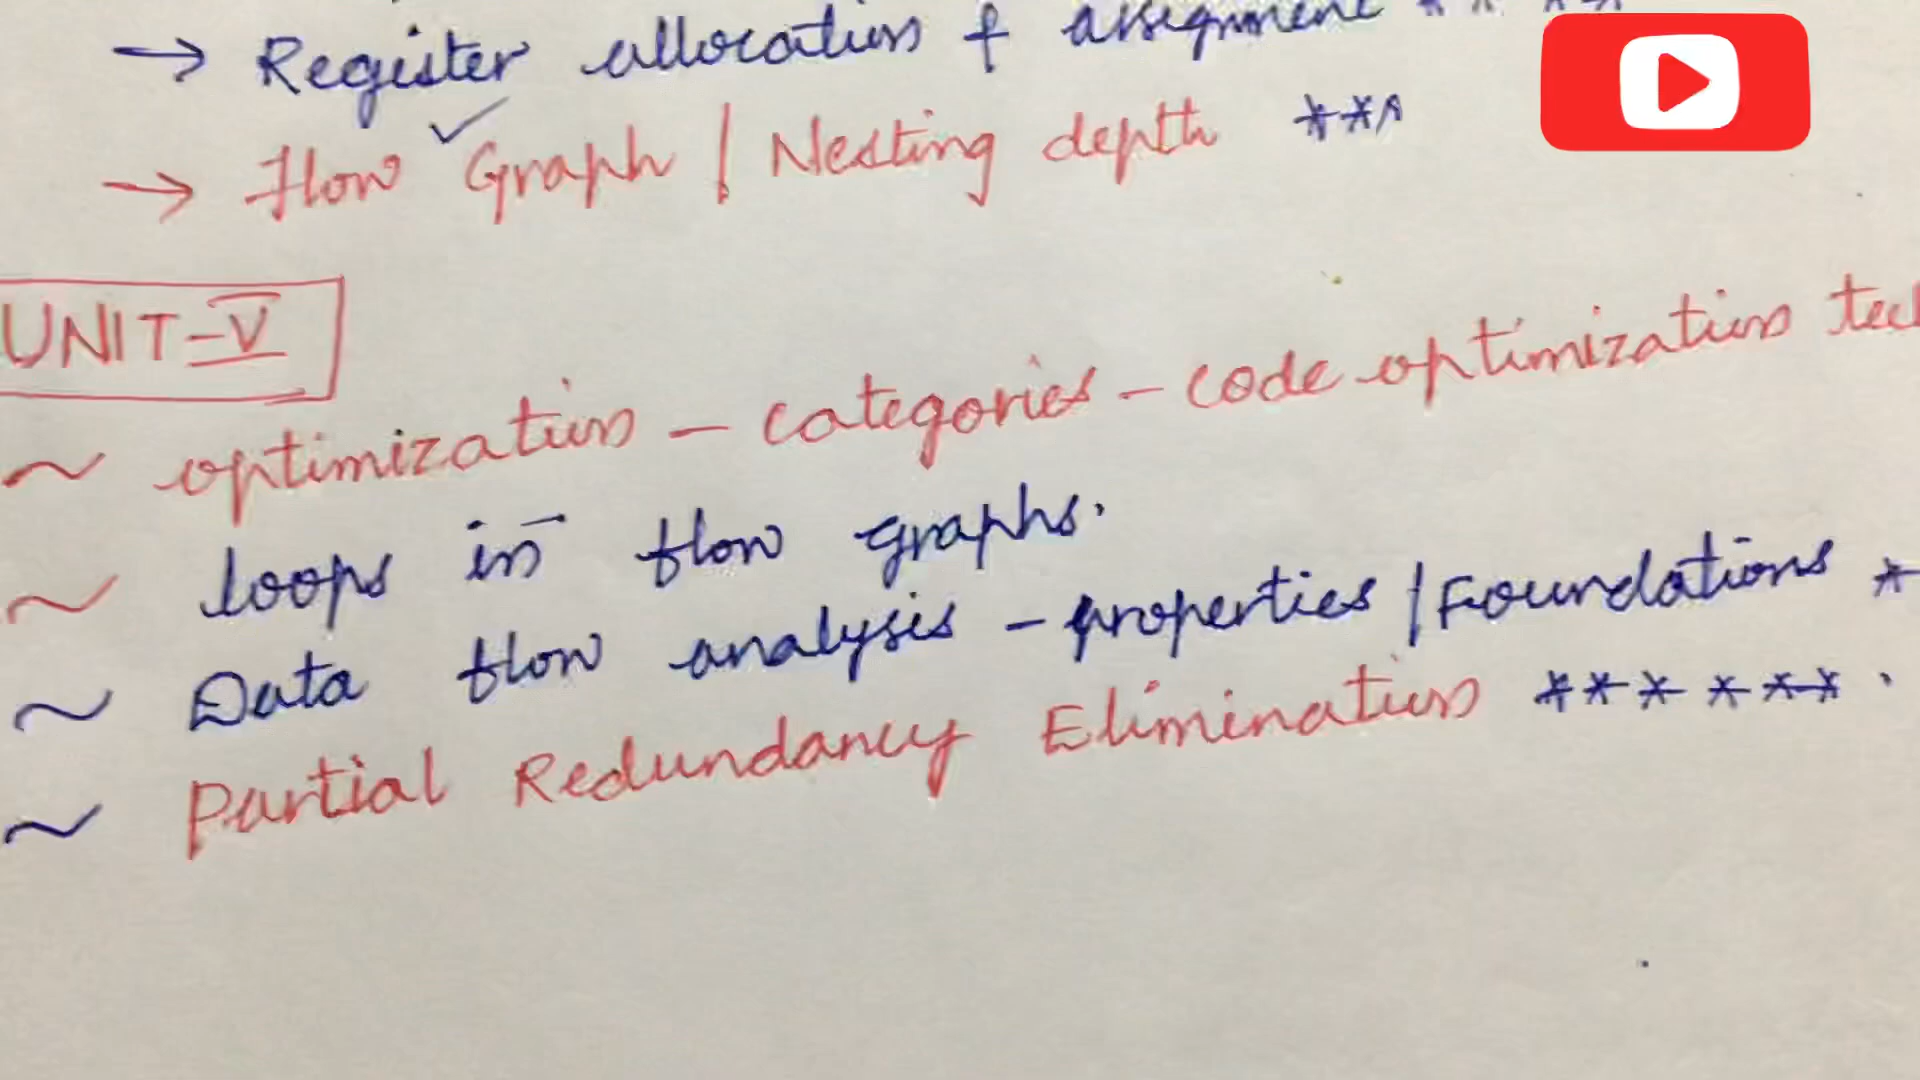 → Register allocation & assignment ** **
→ Flow Graph | Nesting depth ***
UNIT-V
~ optimization - categories - code optimization
~ loops in flow graphs.
~ Data flow analysis - properties | Foundations *
~ Partial Redundancy Elimination ******.